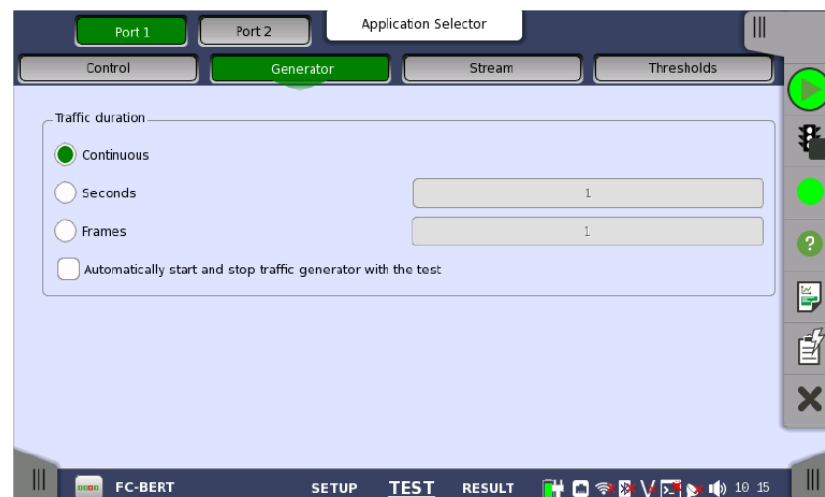 Port 1
Port 2
Application Selector
Control
Generator
Stream
Thresholds
Traffic duration
Continuous
Seconds
1
Frames
1
Automatically start and stop traffic generator with the test
?
FC-BERT
SETUP
TEST
RESULT
10 15